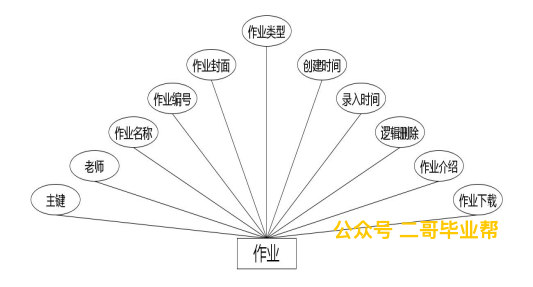 作业类型
作业封面
创建时间
作业编号
录入时间
作业名称
逻辑删除
老师
作业介绍
主键
作业下载
公众号 二哥毕业帮
作业